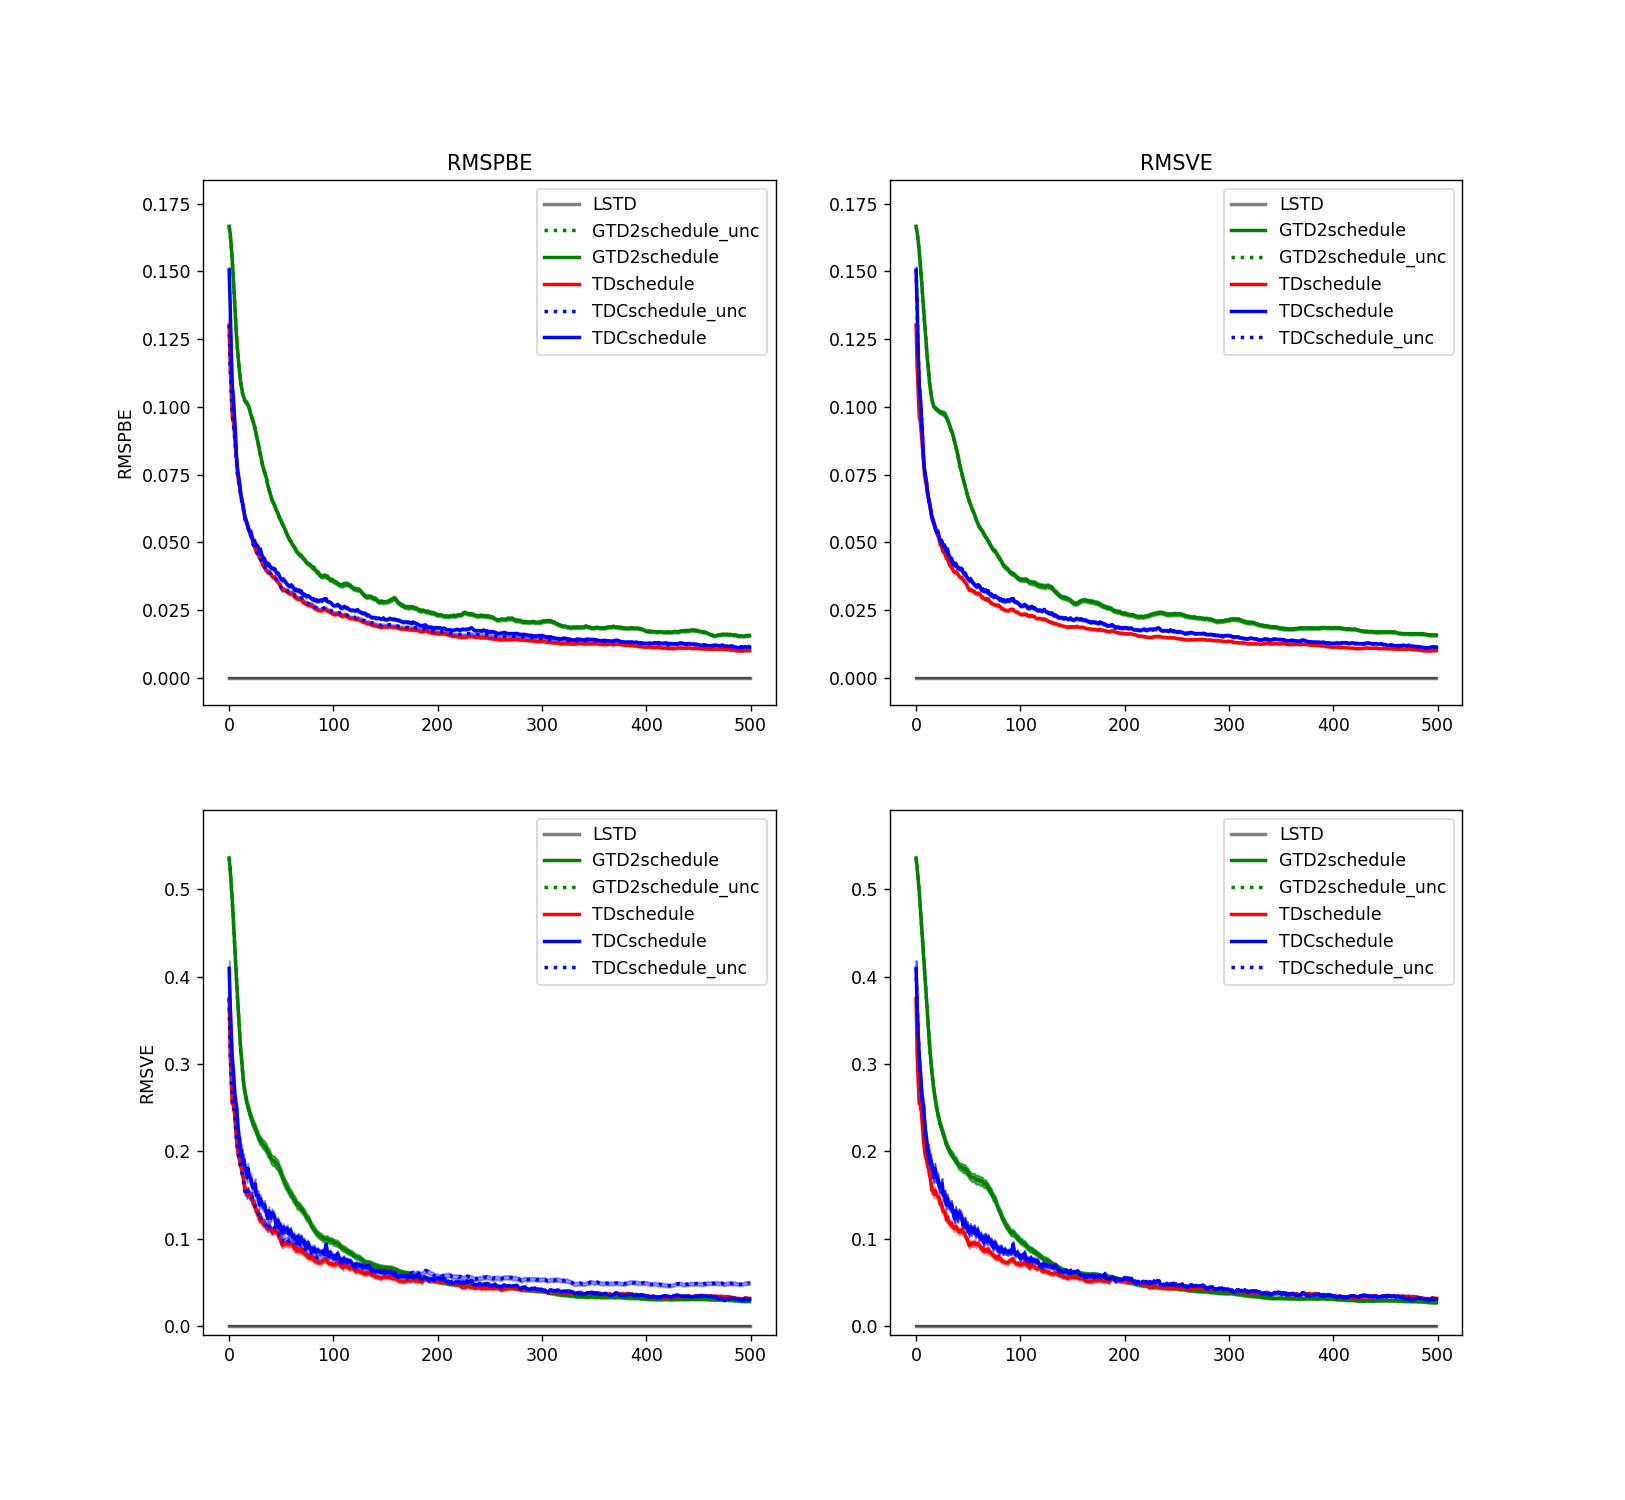 RMSPBE
RMSVE
RMSPBE
0.175
0.150
0.125
0.100
0.075
0.050
0.025
0.000
LSTD
GTD2schedule_unc
GTD2schedule
TDschedule
TDCschedule_unc
TDCschedule
0 100 200 300 400 500
0.175
0.150
0.125
0.100
0.075
0.050
0.025
0.000
LSTD
GTD2schedule
GTD2schedule_unc
TDschedule
TDCschedule
TDCschedule_unc
0 100 200 300 400 500
RMSVE
0.5
0.4
0.3
0.2
0.1
0.0
LSTD
GTD2schedule
GTD2schedule_unc
TDschedule
TDCschedule
TDCschedule_unc
0 100 200 300 400 500
0.5
0.4
0.3
0.2
0.1
0.0
LSTD
GTD2schedule
GTD2schedule_unc
TDschedule
TDCschedule
TDCschedule_unc
0 100 200 300 400 500